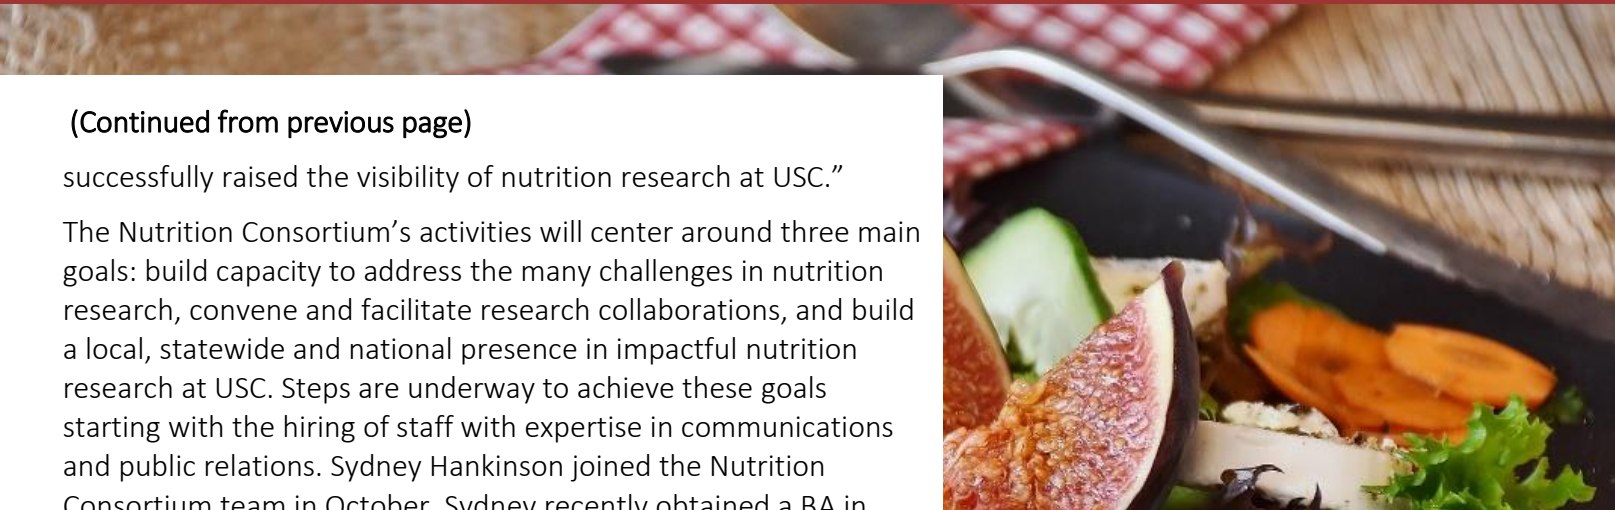 (Continued from previous page)
successfully raised the visibility of nutrition research at USC.”
The Nutrition Consortium’s activities will center around three main
goals: build capacity to address the many challenges in nutrition
research, convene and facilitate research collaborations, and build
a local, statewide and national presence in impactful nutrition
research at USC. Steps are underway to achieve these goals
starting with the hiring of staff with expertise in communications
and public relations. Sydney Hankinson joined the Nutrition
Consortium team in October. Sydney recently obtained a BA in